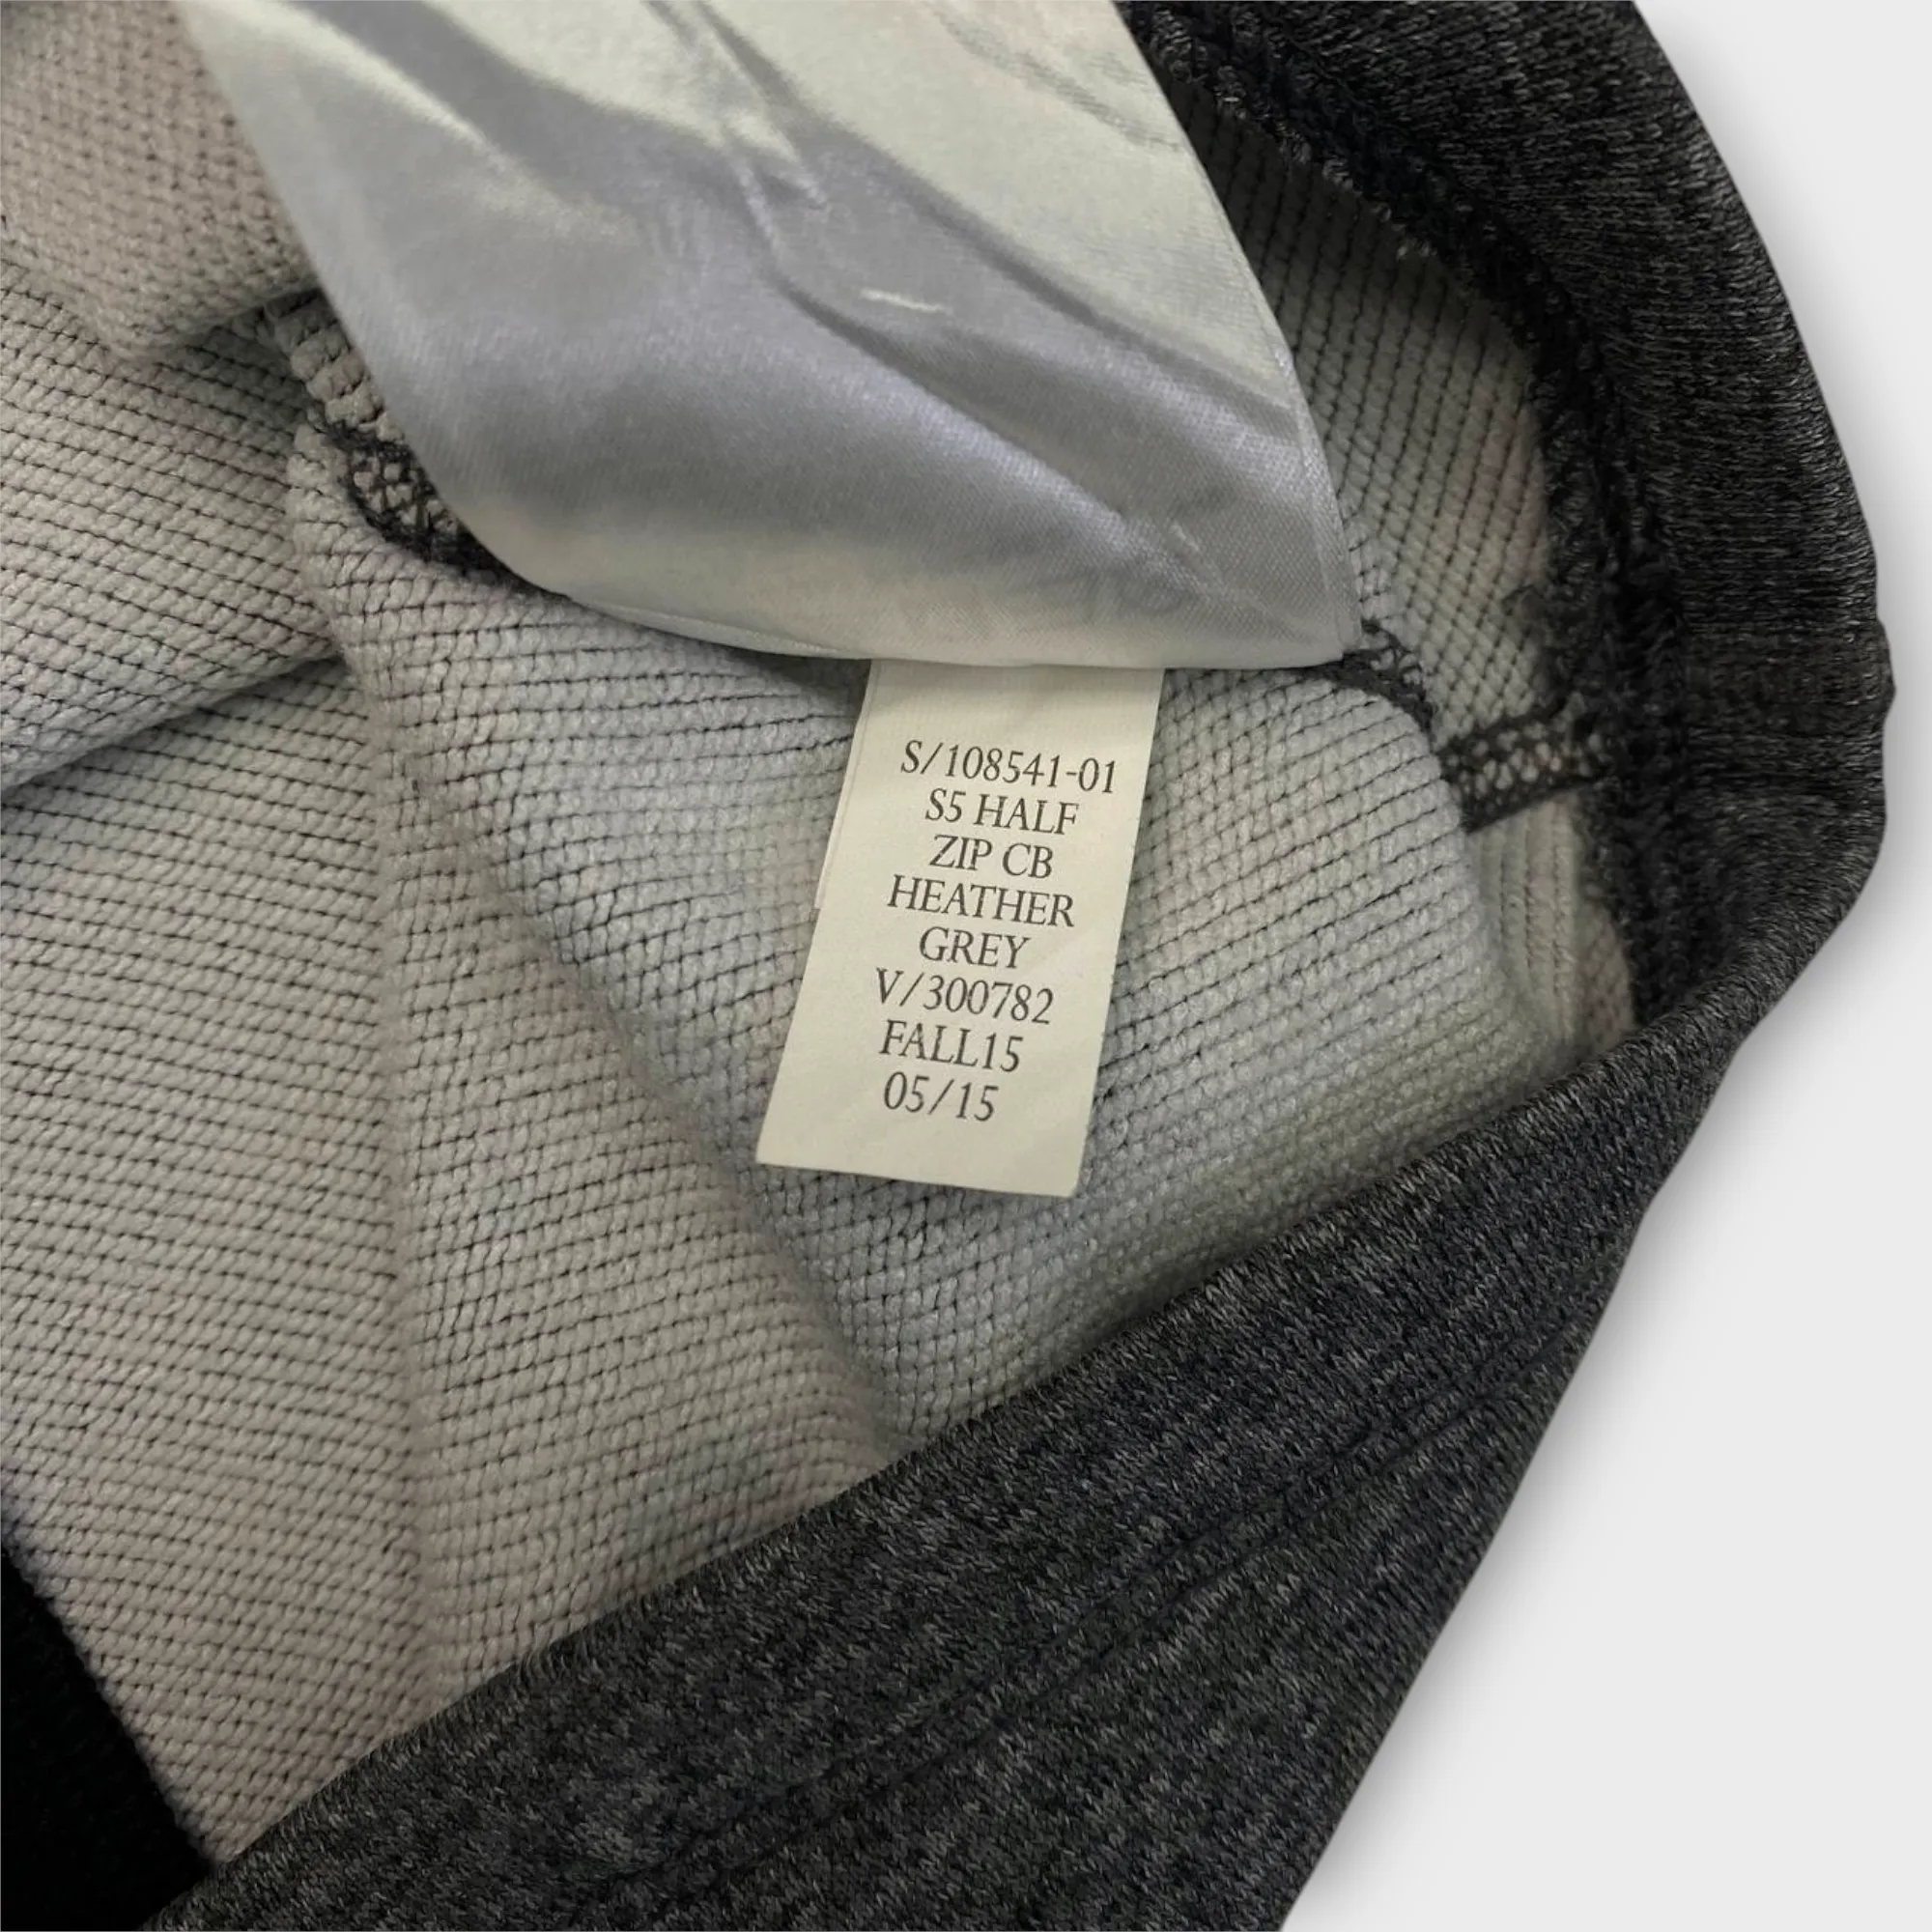 S/108541-01
S5 HALF
ZIP CB
HEATHER
GREY
V/300782
FALL15
05/15